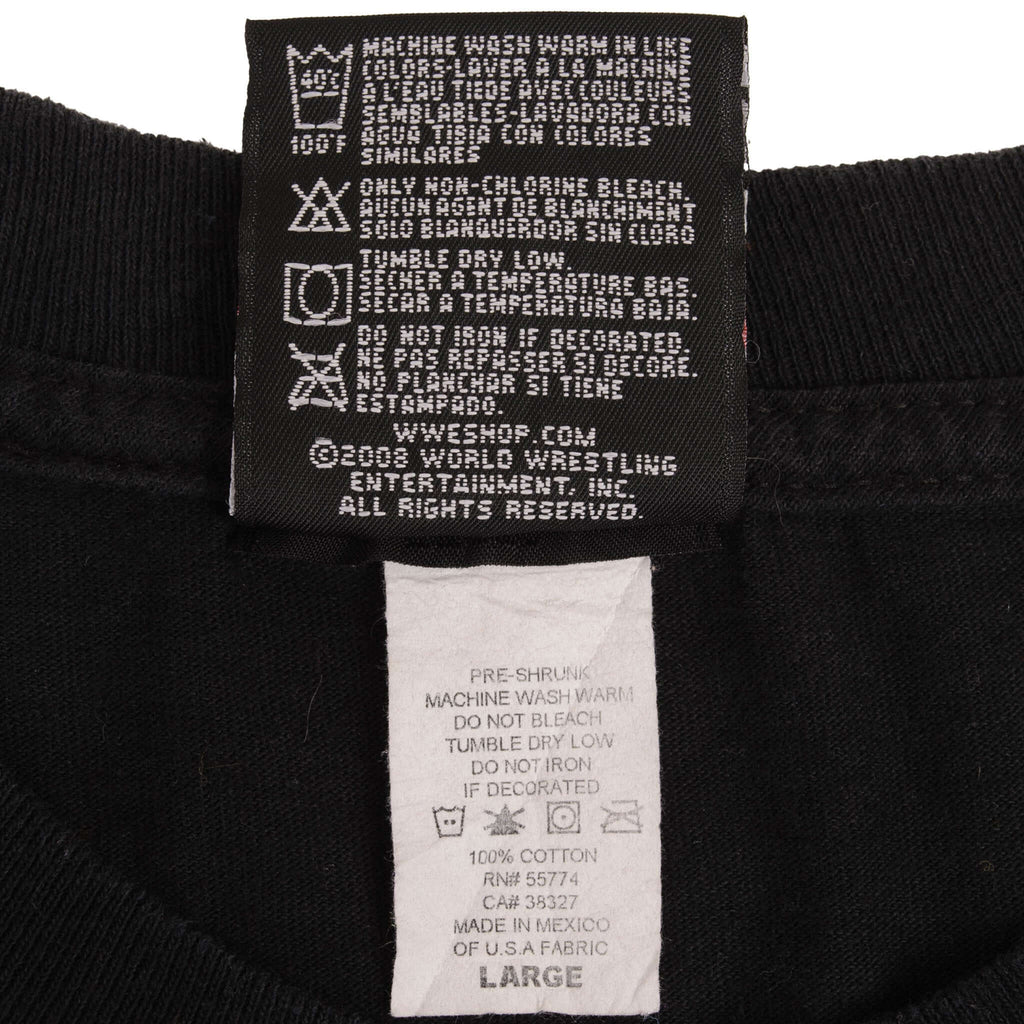 MACHINE WASH WARM IN LIKE
COLORS-LAVER A LA MACHINE
A L'EAU TIEDE AVEC COULEURS
SEMBLABLES-LAVADORA CON
AGUA TIBIA CON COLORES
SIMILARES
40°C
100°F
ONLY NON-CHLORINE BLEACH.
AUCUN AGENT DE BLANCHIMENT
SOLO BLANQUERDOR SIN CLORO
TUMBLE DRY LOW.
SECHER A TEMPERATURE BAS.
SECAR A TEMPERATURA BAJA.
DO NOT IRON IF DECORATED.
NE PAS REPASSER SI DECORE.
NO PLANCHAR SI TIENE
ESTAMPADO.
WWESHOP.COM
©2008 WORLD WRESTLING
ENTERTAINMENT, INC.
ALL RIGHTS RESERVED.
PRE-SHRUNK
MACHINE WASH WARM
DO NOT BLEACH
TUMBLE DRY LOW
DO NOT IRON
IF DECORATED
100% COTTON
RN# 55774
CA# 38327
MADE IN MEXICO
OF U.S.A FABRIC
LARGE